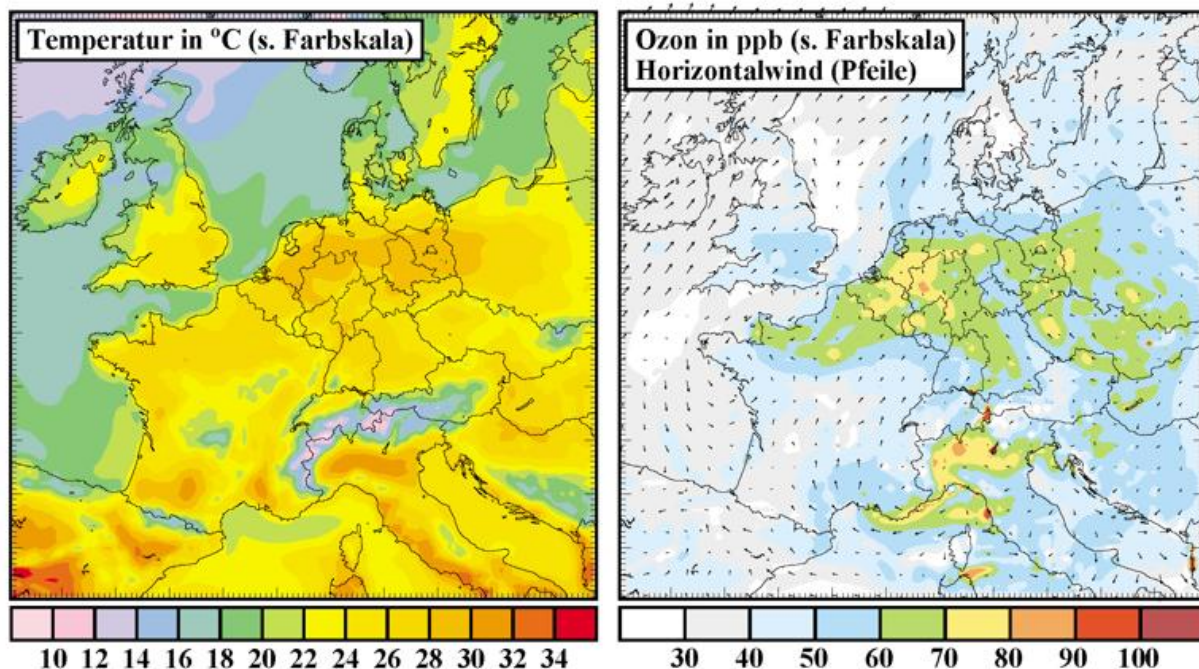 Temperatur in °C (s. Farbskala)
Ozon in ppb (s. Farbskala)
Horizontalwind (Pfeile)
10 12 14 16 18 20 22 24 26 28 30 32 34
30 40 50 60 70 80 90 100